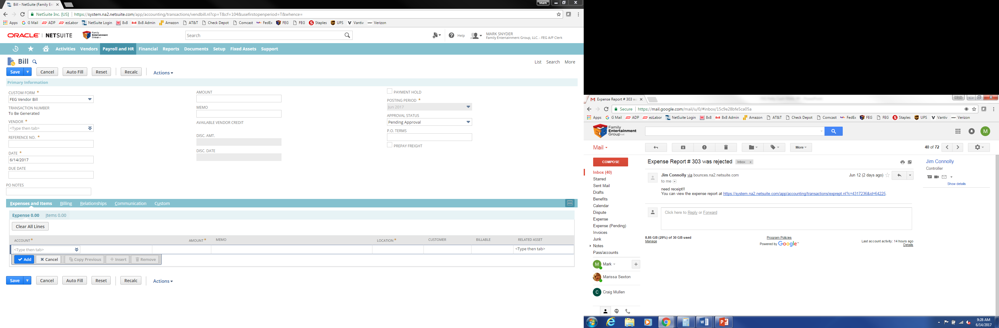 Bill - NetSuite (Family En
Mark
NetSuite Inc. [US] https://system.na2.netsuite.com/app/accounting/transactions/vendbill.nl?cp=T&cf=104&usefirstopenperiod=T&whence=
Apps G Mail ADP ezLabor NetSuite Login 8x8 8x8 Admin Amazon AT&T Check Depot Comcast FedEx FEG FEG Staples UPS Vantiv Verizon
ORACLE NETSUITE Family Entertainment Group LLC Search Help MARK SNYDER
Family Entertainment Group, LLC. - FEG A/P Clerk
Activities Vendors Payroll and HR Financial Reports Documents Setup Fixed Assets Support
Bill List Search More
Save Cancel Auto Fill Reset Recalc Actions
Primary Information
CUSTOM FORM *
FEG Vendor Bill
TRANSACTION NUMBER
To Be Generated
VENDOR *
<Type then tab>
REFERENCE NO. *
DATE *
6/14/2017
DUE DATE
PO NOTES
AMOUNT
MEMO
AVAILABLE VENDOR CREDIT
DISC. AMT.
DISC. DATE
PAYMENT HOLD
POSTING PERIOD *
Jun 2017
APPROVAL STATUS
Pending Approval
P.O. TERMS
PREPAY FREIGHT
Expenses and Items Billing Relationships Communication Custom
Expense 0.00 Items 0.00
Clear All Lines
ACCOUNT * AMOUNT * MEMO LOCATION * CUSTOMER BILLABLE RELATED ASSET
<Type then tab> <Type then tab>
Add Cancel Copy Previous Insert Remove
Save Cancel Auto Fill Reset Recalc Actions
Expense Report # 303 wa
Mark
Secure https://mail.google.com/mail/u/0/#inbox/15c9e28bfe5ca05a
Apps G Mail ADP ezLabor NetSuite Login 8x8 8x8 Admin Amazon AT&T Check Depot Comcast FedEx FEG FEG Staples UPS Vantiv Verizon
Family
Entertainment
Group LLC
M
Mail More 40 of 72
COMPOSE
Inbox (40)
Starred
Sent Mail
Drafts
Benefits
Calendar
Dispute
Expense
Expense (Pending)
Invoices
Junk
Notes
Pass/accounts
M Mark
Marissa Sexton
C Craig Mullen
Expense Report # 303 was rejected Inbox x
Jim Connolly via bounces.na2.netsuite.com Jun 12 (2 days ago)
to me
need receipt!!
You can view the expense report at https://system.na2.netsuite.com/app/accounting/transactions/exprept.nl?c=4317236&id=64225.
Click here to Reply or Forward
8.85 GB (29%) of 30 GB used
Manage
Program Policies
Powered by Google™
Last account activity: 14 hours ago
Details
Jim Connolly
Controller
Show details
9:28 AM
6/14/2017